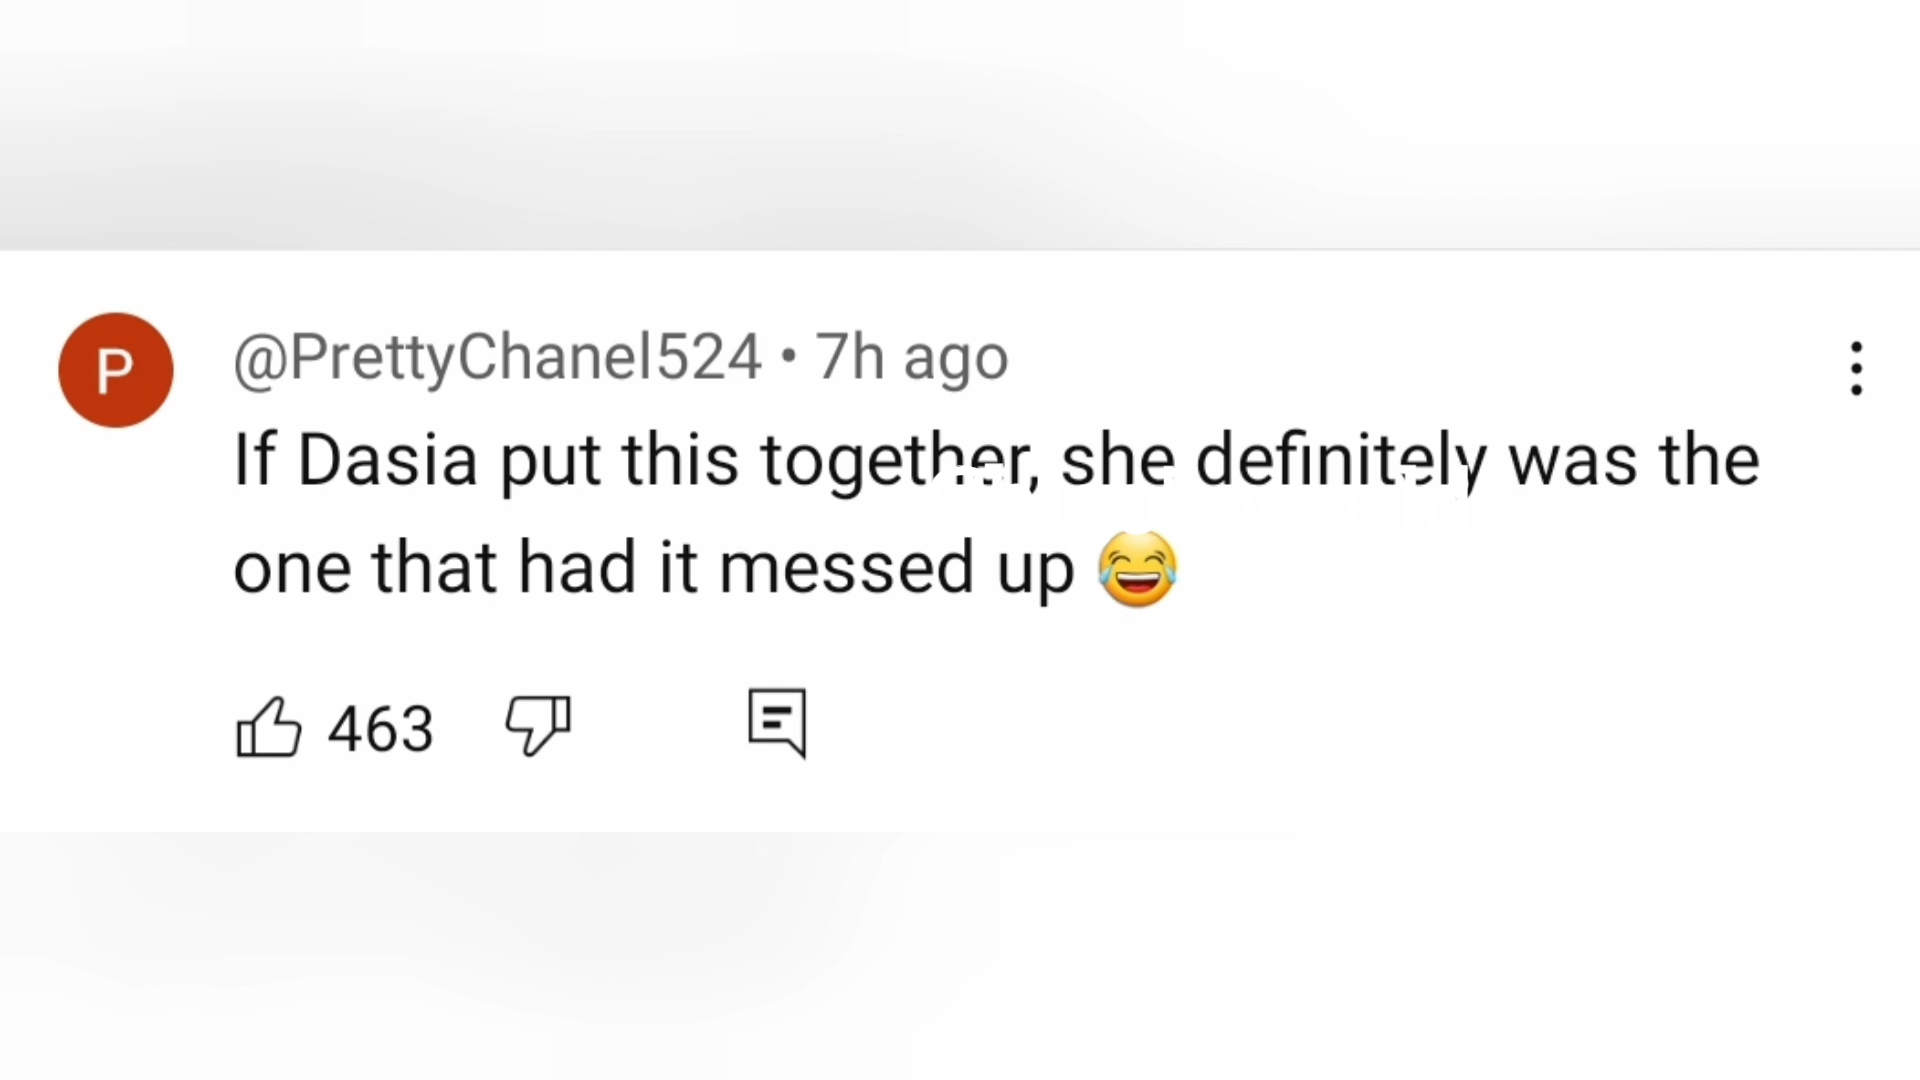 P
@PrettyChanel524 • 7h ago
If Dasia put this together, she definitely was the
one that had it messed up 😂
463